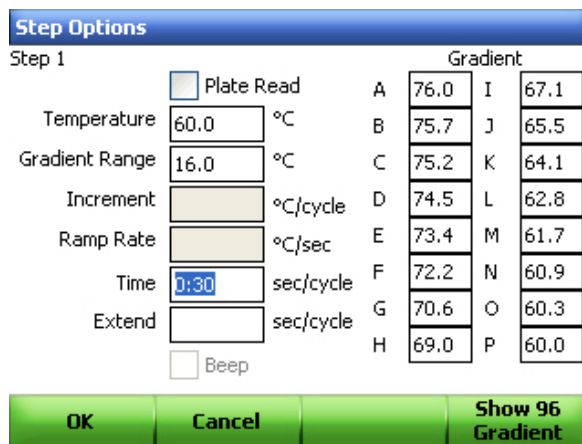 Step Options
Step 1
Gradient
Plate Read
Temperature 60.0 °C
Gradient Range 16.0 °C
Increment °C/cycle
Ramp Rate °C/sec
Time 0:30 sec/cycle
Extend sec/cycle
Beep
A 76.0 I 67.1
B 75.7 J 65.5
C 75.2 K 64.1
D 74.5 L 62.8
E 73.4 M 61.7
F 72.2 N 60.9
G 70.6 O 60.3
H 69.0 P 60.0
OK Cancel Show 96
Gradient